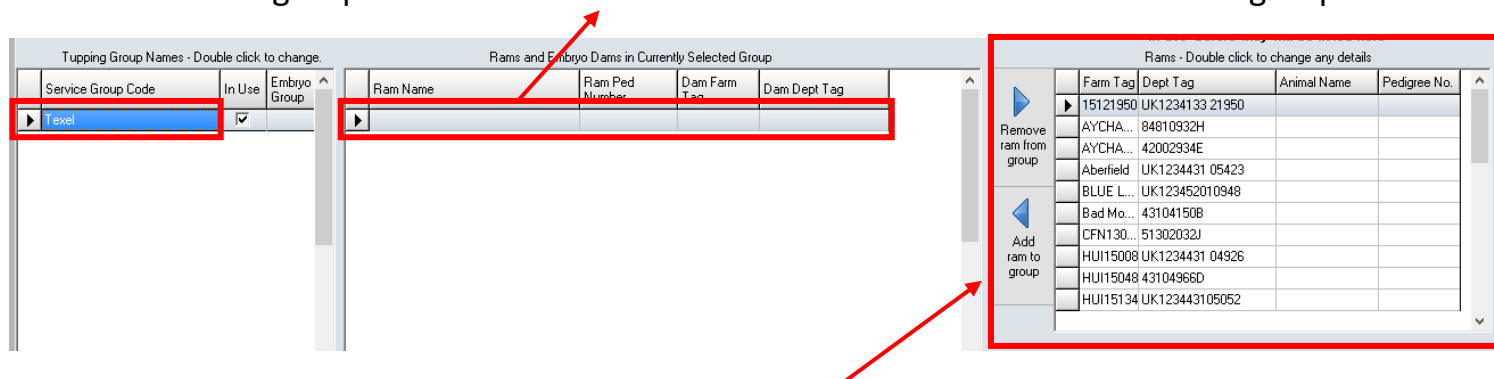 Tupping Group Names - Double click to change.
Service Group Code
In Use
Embryo Group
Texel
Rams and Embryo Dams in Currently Selected Group
Ram Name
Ram Ped Number
Dam Farm Tag
Dam Dept Tag
Remove ram from group
Add ram to group
Rams - Double click to change any details
Farm Tag Dept Tag Animal Name Pedigree No.
15121950 UK1234133 21950
AYCHA... 84810932H
AYCHA... 42002934E
Aberfield UK1234431 05423
BLUE L... UK123452010948
Bad Mo... 43104150B
CFN130... 51302032J
HUI15008 UK1234431 04926
HUI15048 43104966D
HUI15134 UK123443105052